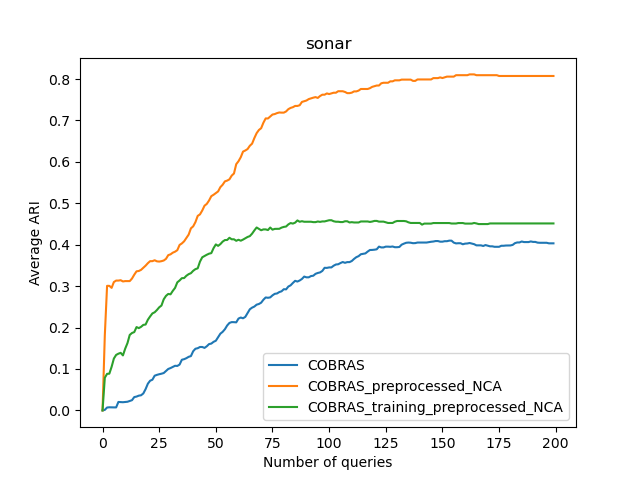 sonar
Average ARI
0.8
0.7
0.6
0.5
0.4
0.3
0.2
0.1
0.0
COBRAS
COBRAS_preprocessed_NCA
COBRAS_training_preprocessed_NCA
0 25 50 75 100 125 150 175 200
Number of queries